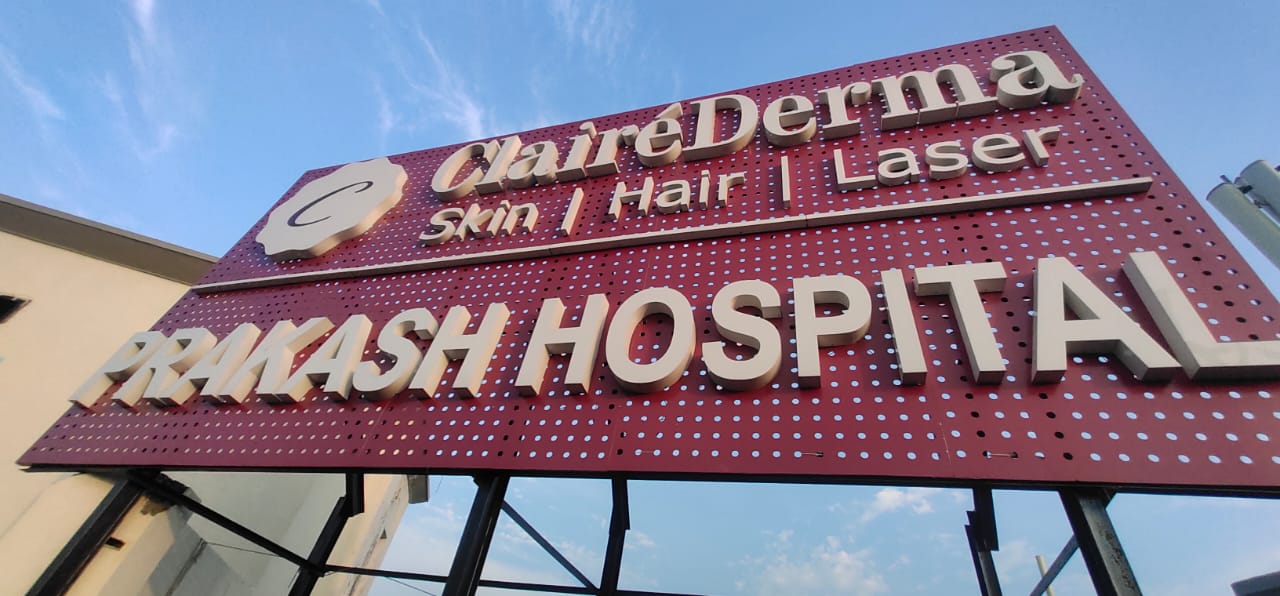 C
ClairéDerma
Skin | Hair | Laser
PRAKASH HOSPITAL